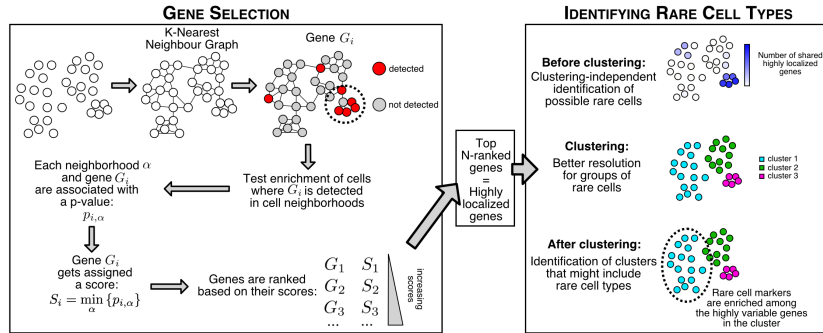 GENE SELECTION
K-Nearest
Neighbour Graph
Gene G_i
detected
not detected
Test enrichment of cells
where G_i is detected
in cell neighborhoods
Each neighborhood α
and gene G_i
are associated with
a p-value:
p_{i,α}
Gene G_i
gets assigned
a score:
S_i = min_α {p_{i,α}}
Genes are ranked
based on their scores:
G_1 S_1
G_2 S_2
G_3 S_3
... ...
increasing
scores
Top
N-ranked
genes
=
Highly
localized
genes
IDENTIFYING RARE CELL TYPES
Before clustering:
Clustering-independent
identification of
possible rare cells
Number of shared
highly localized
genes
Clustering:
Better resolution
for groups of
rare cells
cluster 1
cluster 2
cluster 3
After clustering:
Identification of clusters
that might include
rare cell types
Rare cell markers
are enriched among
the highly variable genes
in the cluster